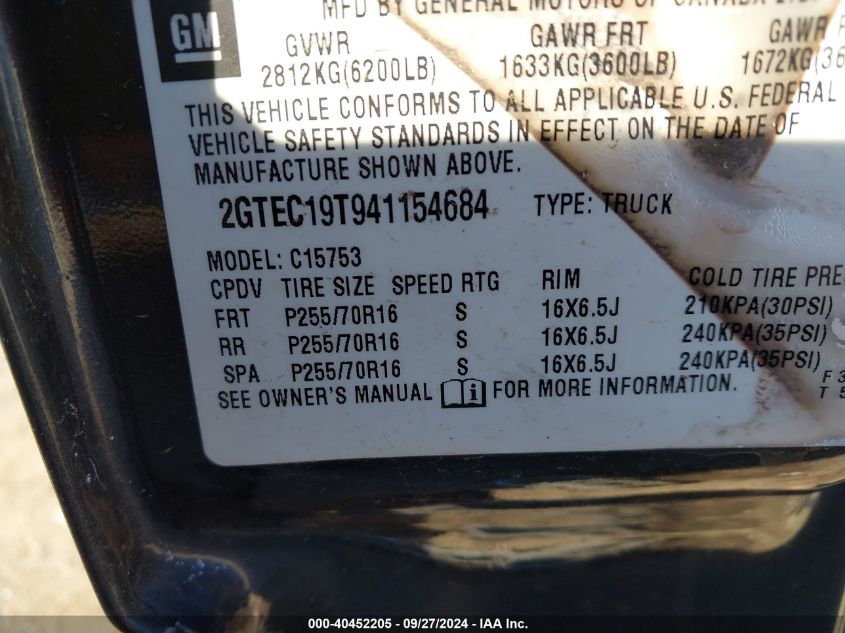 MFD BY GENERAL MOTORS OF CANADA LTD.
GM
GVWR GAWR FRT GAWR
2812KG(6200LB) 1633KG(3600LB) 1672KG(36
THIS VEHICLE CONFORMS TO ALL APPLICABLE U.S. FEDERAL
VEHICLE SAFETY STANDARDS IN EFFECT ON THE DATE OF
MANUFACTURE SHOWN ABOVE.
2GTEC19T941154684 TYPE: TRUCK
MODEL: C15753
CPDV TIRE SIZE SPEED RTG RIM COLD TIRE PRE
FRT P255/70R16 S 16X6.5J 210KPA(30PSI)
RR P255/70R16 S 16X6.5J 240KPA(35PSI)
SPA P255/70R16 S 16X6.5J 240KPA(35PSI)
F 3
SEE OWNER'S MANUAL i FOR MORE INFORMATION.
T 5
000-40452205 - 09/27/2024 - IAA Inc.